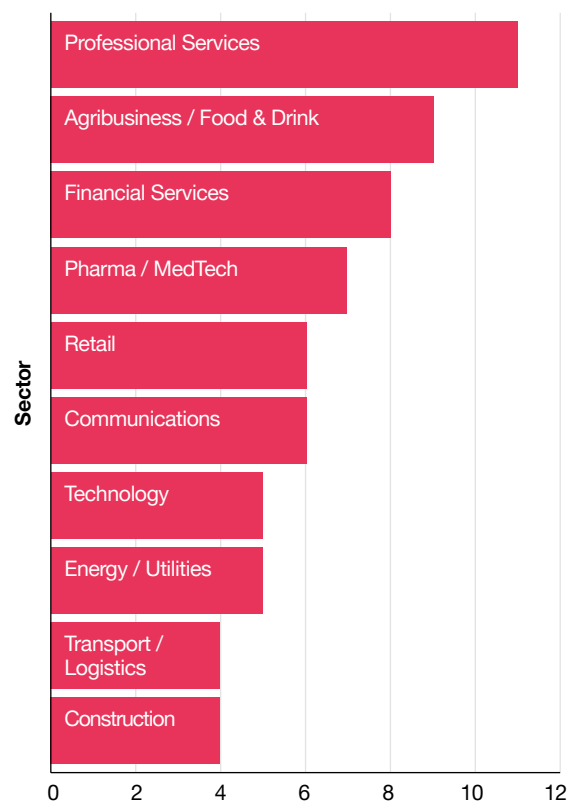 Professional Services
Agribusiness / Food & Drink
Financial Services
Pharma / MedTech
Retail
Communications
Technology
Energy / Utilities
Transport /
Logistics
Construction
Sector
0 2 4 6 8 10 12